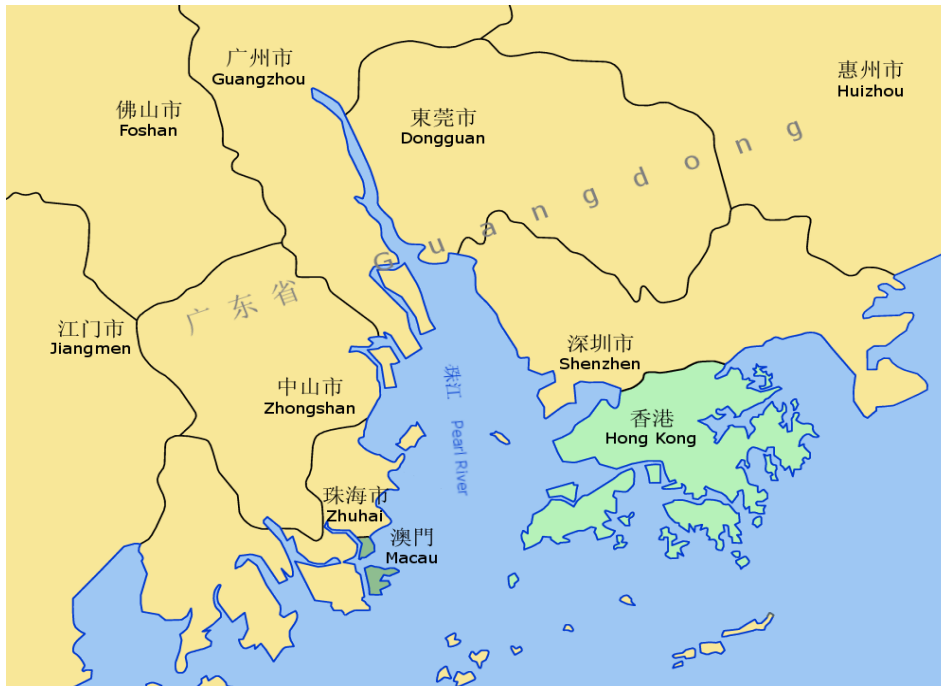 广州市
Guangzhou
惠州市
Huizhou
佛山市
Foshan
東莞市
Dongguan
Guangdong
广东省
江门市
Jiangmen
深圳市
Shenzhen
中山市
Zhongshan
珠江 Pearl River
香港
Hong Kong
珠海市
Zhuhai
澳門
Macau